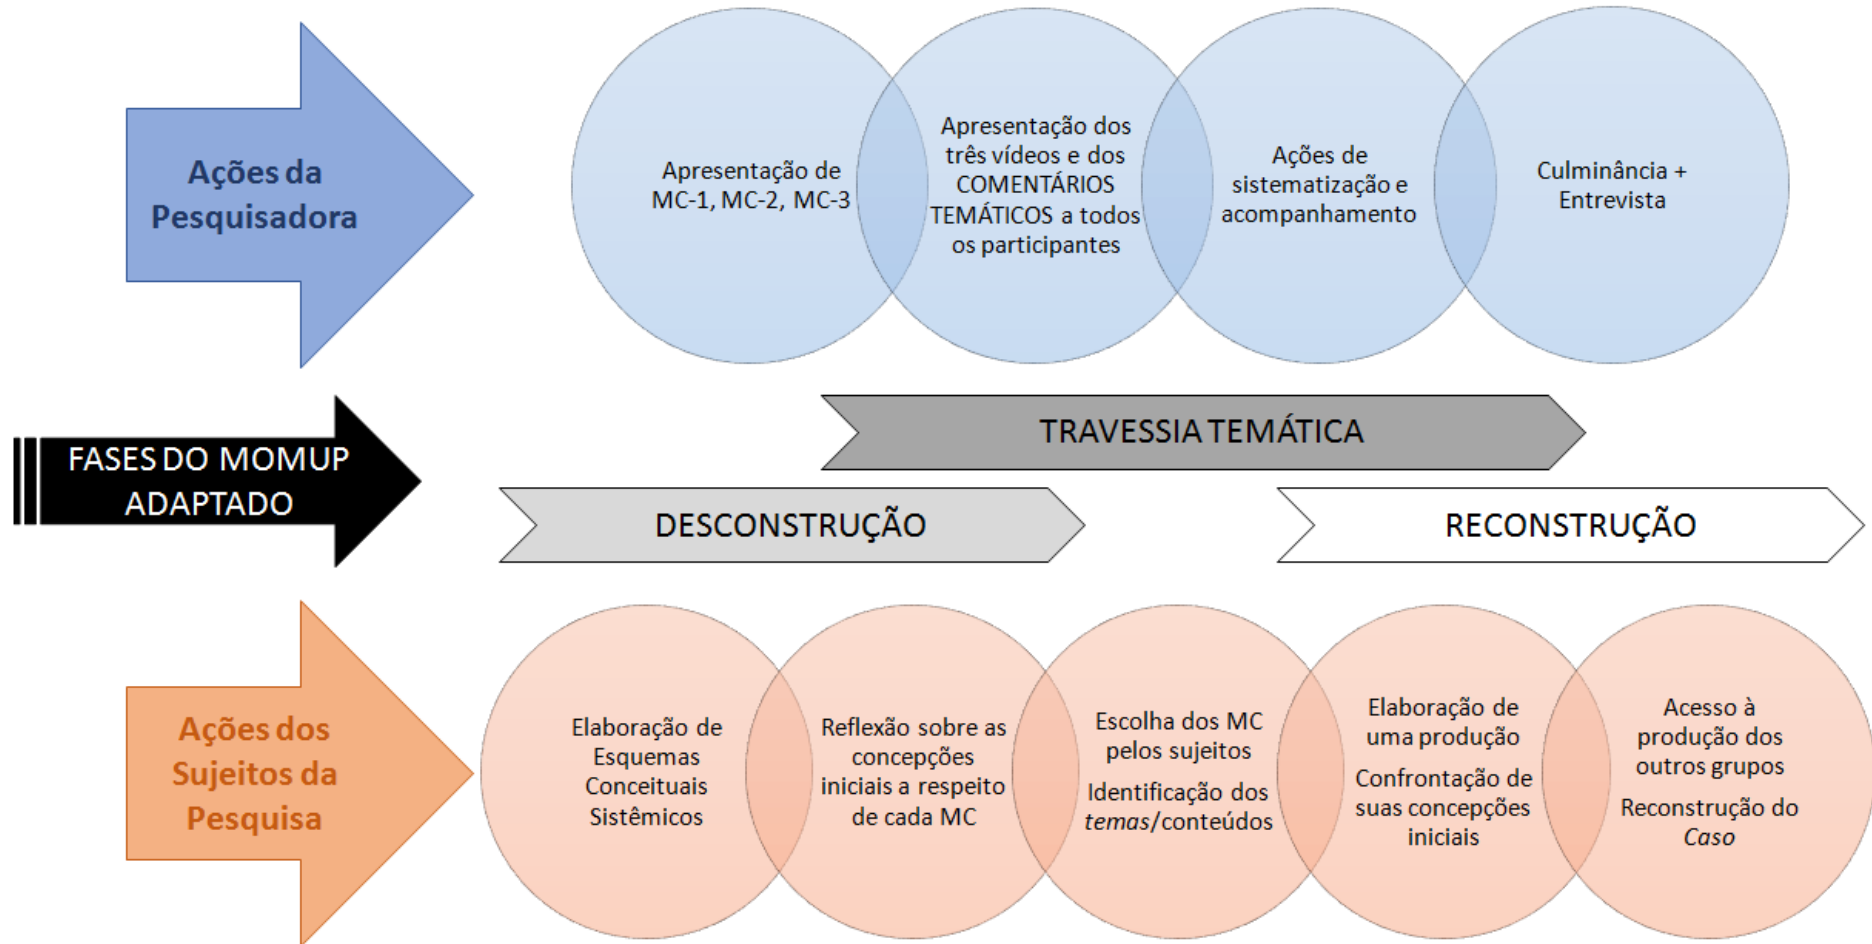 Ações da
Pesquisadora
Apresentação de
MC-1, MC-2, MC-3
Apresentação dos
três vídeos e dos
COMENTÁRIOS
TEMÁTICOS a todos
os participantes
Ações de
sistematização e
acompanhamento
Culminância +
Entrevista
FASES DO MOMUP
ADAPTADO
TRAVESSIA TEMÁTICA
DESCONSTRUÇÃO
RECONSTRUÇÃO
Ações dos
Sujeitos da
Pesquisa
Elaboração de
Esquemas
Conceituais
Sistêmicos
Reflexão sobre as
concepções
iniciais a respeito
de cada MC
Escolha dos MC
pelos sujeitos
Identificação dos
temas/conteúdos
Elaboração de
uma produção
Confrontação de
suas concepções
iniciais
Acesso à
produção dos
outros grupos
Reconstrução do
Caso